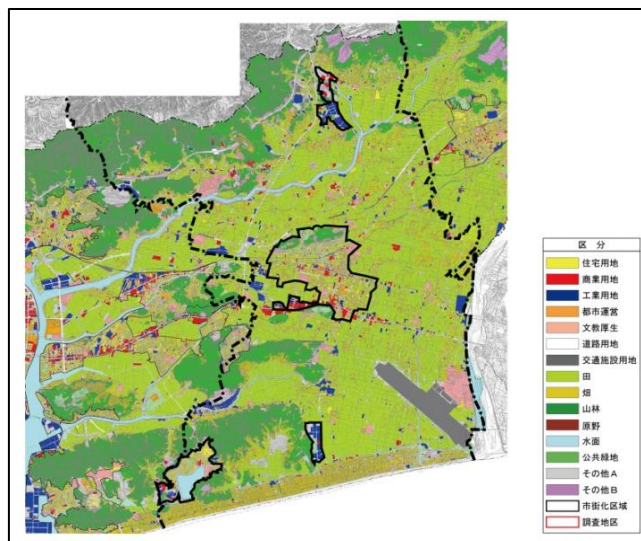 区 分
住宅用地
商業用地
工業用地
都市運営
文教厚生
道路用地
交通施設用地
田
畑
山林
原野
水面
公共緑地
その他A
その他B
市街化区域
調査地区